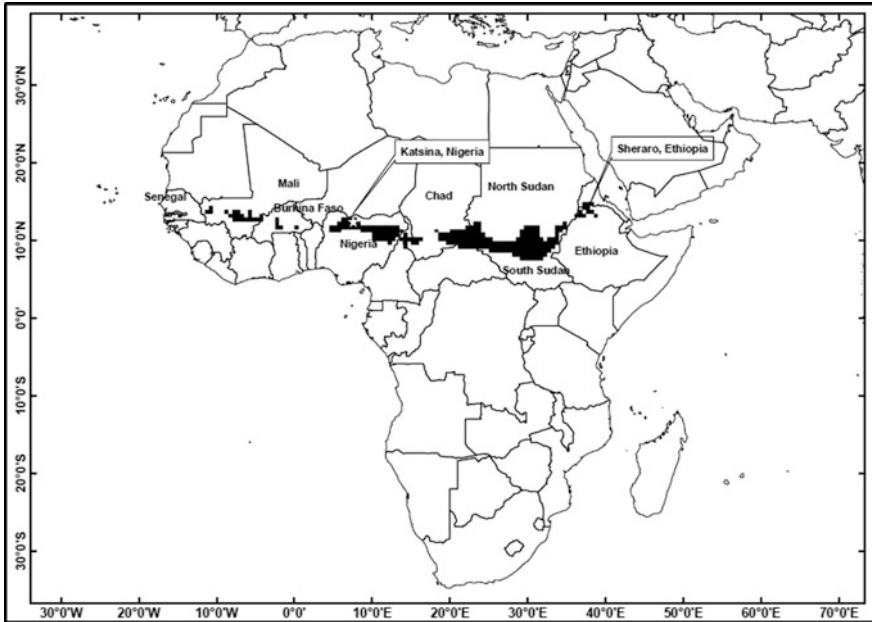 30°0'N
20°0'N
10°0'N
0°0'
10°0'S
20°0'S
30°0'S
Katsina, Nigeria
Sheraro, Ethiopia
Senegal
Mali
Burkina Faso
Nigeria
Chad
North Sudan
South Sudan
Ethiopia
30°0'W
20°0'W
10°0'W
0°0'
10°0'E
20°0'E
30°0'E
40°0'E
50°0'E
60°0'E
70°0'E